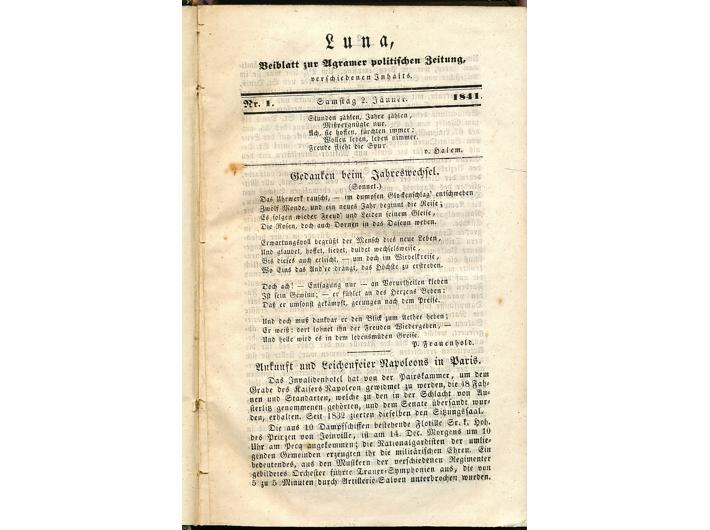 Luna,
Beiblatt zur Agramer politischen Zeitung,
verschiedenen Inhalts.
Nr. 1. Samstag 2. Jänner. 1841.
Stunden zählen, Jahre zählen,
Mißvergnügte nur.
Ach, sie hoffen, fürchten immer:
Wollen leben, leben nimmer.
Freude flieht die Spur
v. Halem.
Gedanken beim Jahreswechsel.
(Sonnet.)
Das Uhrwerk rauscht, — im dumpfen Glockenschlag' entschweben
Zwölf Monde, und ein neues Jahr beginnt die Reise;
Es folgen wieder Freud' und Leiden seinem Gleise,
Die Rosen, doch auch Dornen in das Daseyn weben.
Erwartungsvoll begrüßt der Mensch dies neue Leben,
Und glaubet, hoffet, liebet, duldet wechselsweise,
Bis dieses auch erlischt, — um doch im Wirbelkreise,
Wo Eins das And're drängt, das Höchste zu erstreben.
Doch ach! — Entsagung nur — an Vorurtheilen kleben
Ist sein Gewinn; — er fühlet an des Herzens Beben:
Daß er umsonst gekämpft, gerungen nach dem Preise.
Und doch muß dankbar er den Blick zum Aether heben;
Er weiß: dort lohnet ihn der Freuden Wiedergeben, —
Und heile wird es in dem lebensmüden Greise.
P. Frauenhold.
Ankunft und Leichenfeier Napoleons in Paris.
Das Invalidenhotel hat von der Pairskammer, um dem
Grabe des Kaisers Napoleon gewidmet zu werden, die 48 Fah-
nen und Standarten, welche zu den in der Schlacht von Au-
sterlitz genommenen gehörten, und dem Senate übersandt wur-
den, erhalten. Seit 1832 zierten dieselben den Sitzungssaal.
Die aus 10 Dampfschiffen bestehende Flotille Sr. k. Hoh.
des Prinzen von Joinville, ist am 14. Dec. Morgens um 10
Uhr am Pecq angekommen; die Nationalgardisten der umlie-
genden Gemeinden erzeugten ihr die militärischen Ehren. Ein
bedeutendes, aus den Musikern der verschiedenen Regimenter
gebildetes Orchester führte Trauer-Symphonien aus, die von
5 zu 5 Minuten durch Artillerie-Salven unterbrochen wurden.